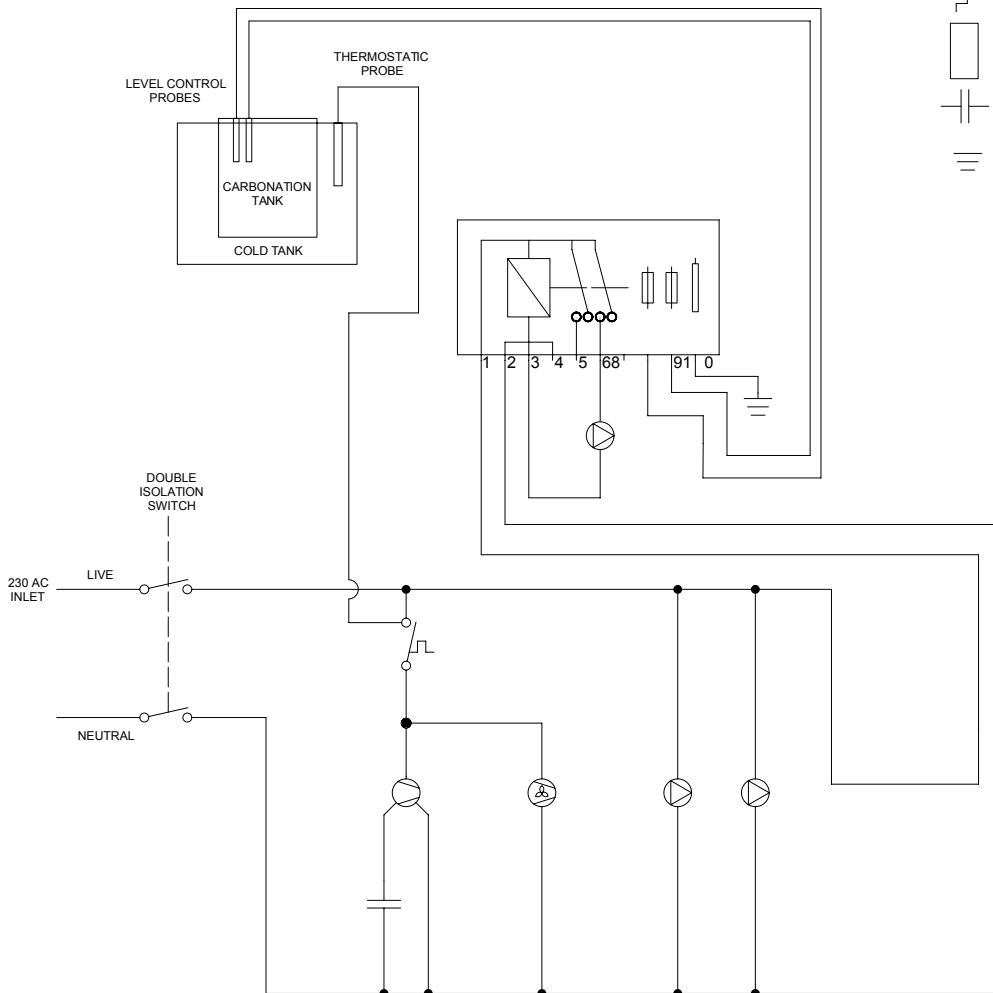 THERMOSTATIC
PROBE
LEVEL CONTROL
PROBES
CARBONATION
TANK
COLD TANK
1 2 3 4 5 68 91 0
DOUBLE
ISOLATION
SWITCH
230 AC
INLET
LIVE
NEUTRAL